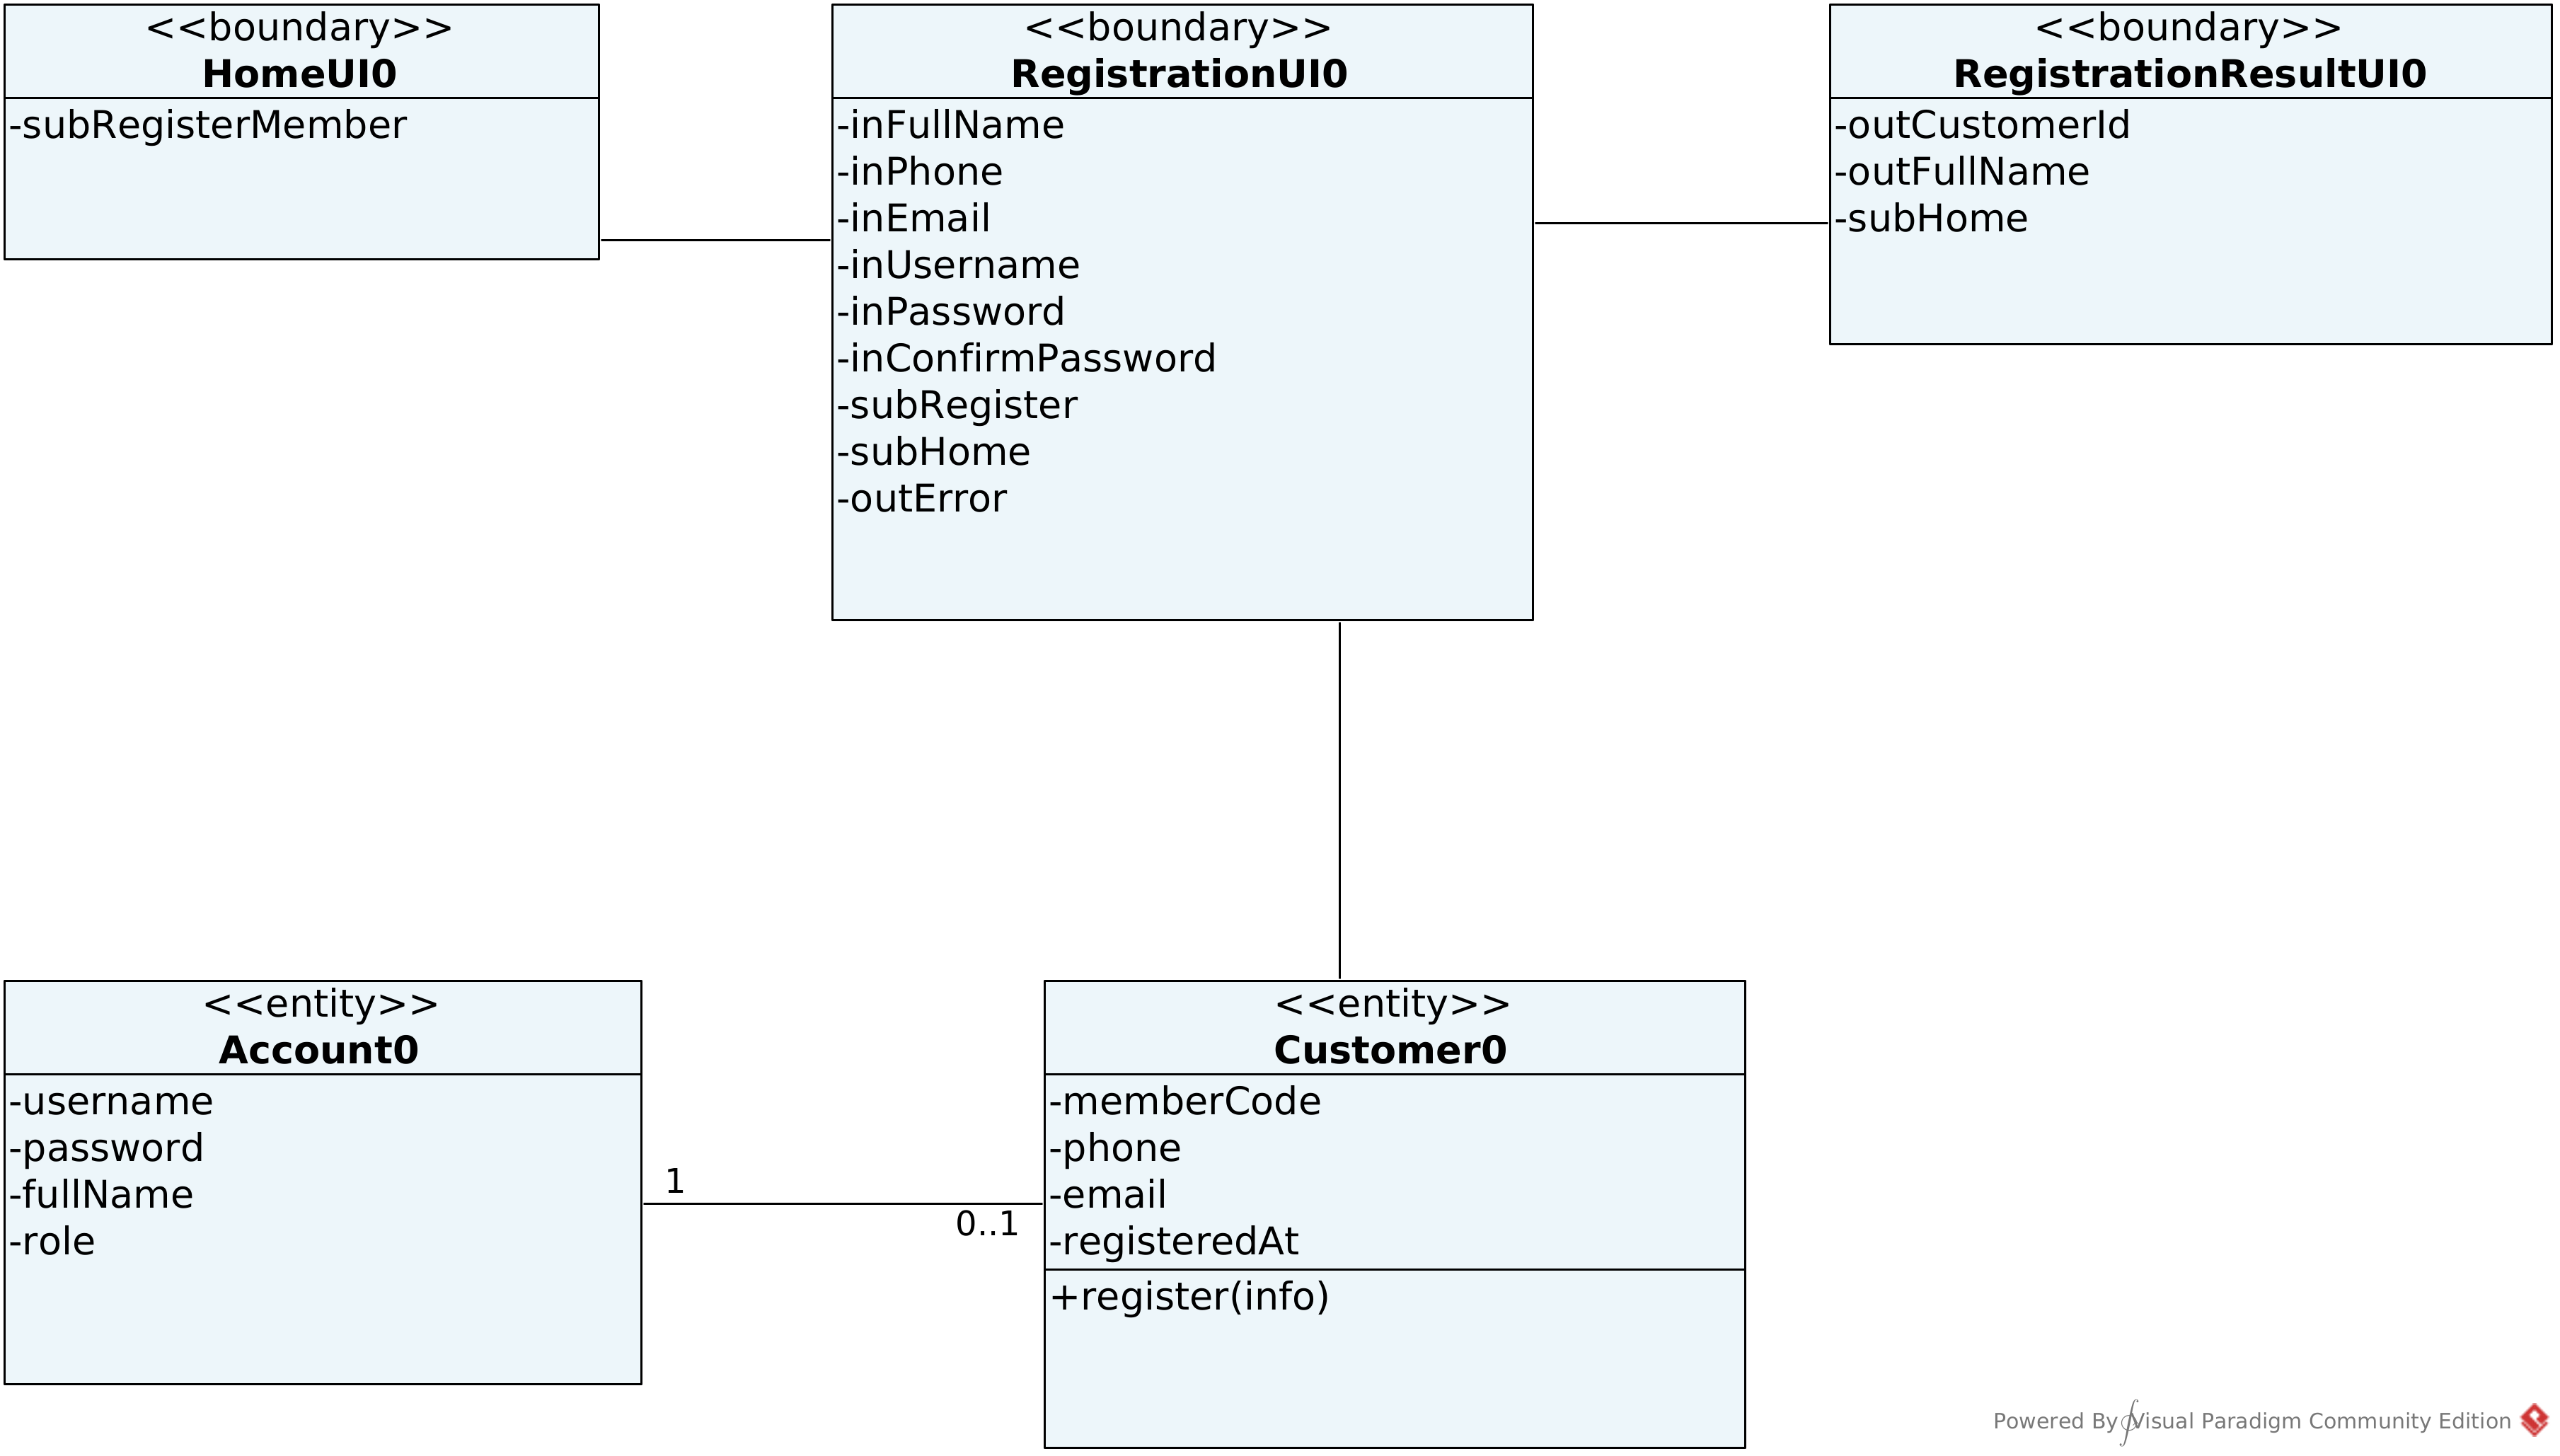 <<boundary>>
HomeUI0
-subRegisterMember
<<boundary>>
RegistrationUI0
-inFullName
-inPhone
-inEmail
-inUsername
-inPassword
-inConfirmPassword
-subRegister
-subHome
-outError
<<boundary>>
RegistrationResultUI0
-outCustomerId
-outFullName
-subHome
<<entity>>
Account0
-username
-password
-fullName
-role
1
0..1
<<entity>>
Customer0
-memberCode
-phone
-email
-registeredAt
+register(info)
Powered By Visual Paradigm Community Edition